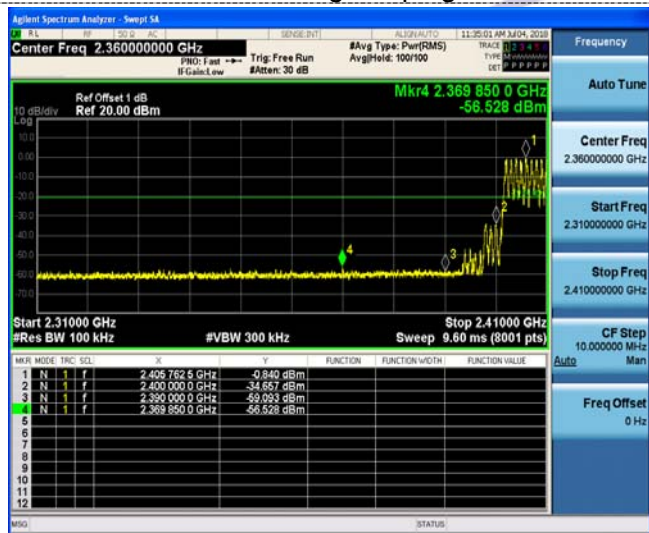 Agilent Spectrum Analyzer - Swept SA
RL RF 50 Ω AC SENSE:INT ALIGNAUTO 11:35:01 AM Jul 04, 2018
Center Freq 2.360000000 GHz
PNO: Fast
IFGain:Low
Trig: Free Run
#Atten: 30 dB
#Avg Type: Pwr(RMS)
Avg|Hold: 100/100
TRACE 1 2 3 4 5 6
TYPE
DET P P P P P P
Frequency
Auto Tune
Center Freq
2.360000000 GHz
Start Freq
2.310000000 GHz
Stop Freq
2.410000000 GHz
CF Step
10.000000 MHz
Auto Man
Freq Offset
0 Hz
Mkr4 2.369 850 0 GHz
-56.528 dBm
Ref Offset 1 dB
10 dB/div Ref 20.00 dBm
Log
10.0
0.00
-10.0
-20.0
-30.0
-40.0
-50.0
-60.0
-70.0
1
2
3
4
Start 2.31000 GHz Stop 2.41000 GHz
#Res BW 100 kHz #VBW 300 kHz Sweep 9.60 ms (8001 pts)
MKR MODE TRC SCL X Y FUNCTION FUNCTION WIDTH FUNCTION VALUE
1 N 1 f 2.405 762 5 GHz -0.840 dBm
2 N 1 f 2.400 000 0 GHz -34.657 dBm
3 N 1 f 2.390 000 0 GHz -59.093 dBm
4 N 1 f 2.369 850 0 GHz -56.528 dBm
5
6
7
8
9
10
11
12
MSG STATUS